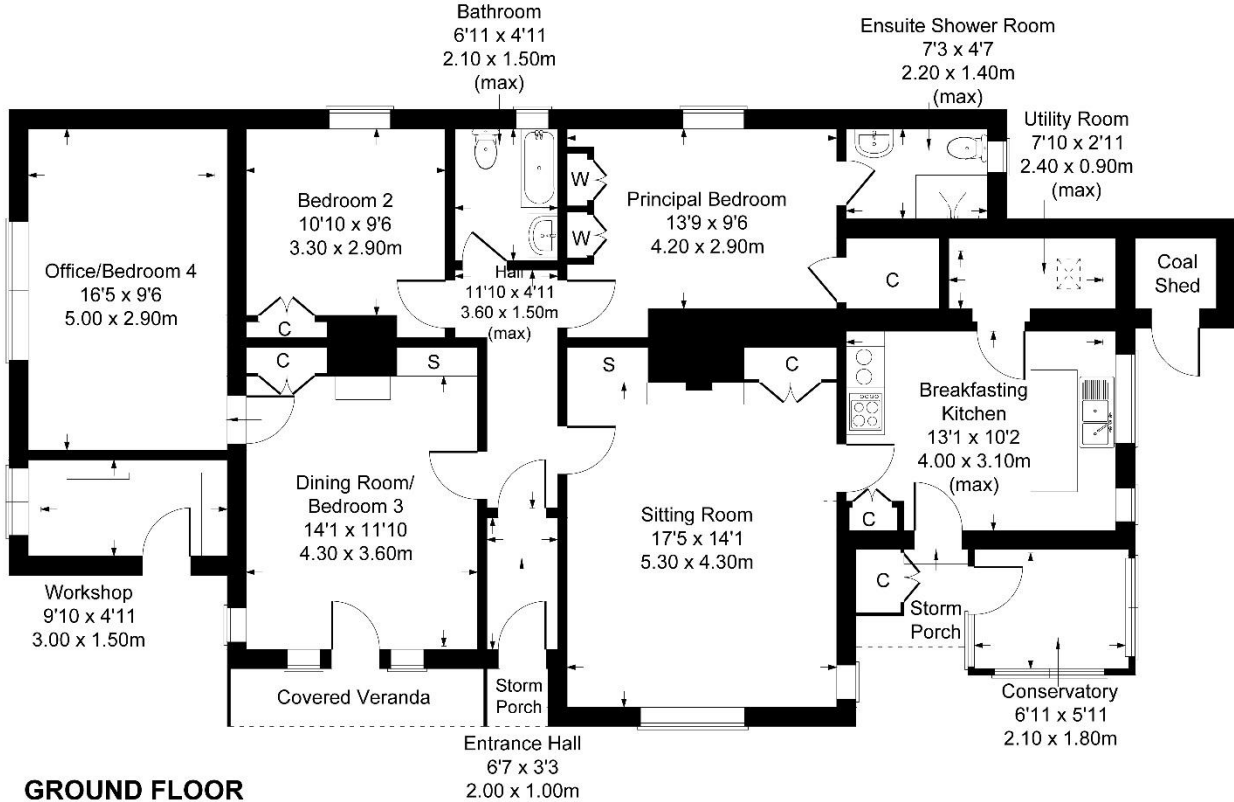 Bathroom
6'11 x 4'11
2.10 x 1.50m
(max)
Ensuite Shower Room
7'3 x 4'7
2.20 x 1.40m
(max)
Utility Room
7'10 x 2'11
2.40 x 0.90m
(max)
Office/Bedroom 4
16'5 x 9'6
5.00 x 2.90m
Bedroom 2
10'10 x 9'6
3.30 x 2.90m
C
Hall
11'10 x 4'11
3.60 x 1.50m
(max)
W
W
Principal Bedroom
13'9 x 9'6
4.20 x 2.90m
C
Coal
Shed
C
S
Dining Room/
Bedroom 3
14'1 x 11'10
4.30 x 3.60m
S
C
Sitting Room
17'5 x 14'1
5.30 x 4.30m
Breakfasting
Kitchen
13'1 x 10'2
4.00 x 3.10m
(max)
C
C
Storm
Porch
Workshop
9'10 x 4'11
3.00 x 1.50m
Covered Veranda
Storm
Porch
Entrance Hall
6'7 x 3'3
2.00 x 1.00m
Conservatory
6'11 x 5'11
2.10 x 1.80m
GROUND FLOOR